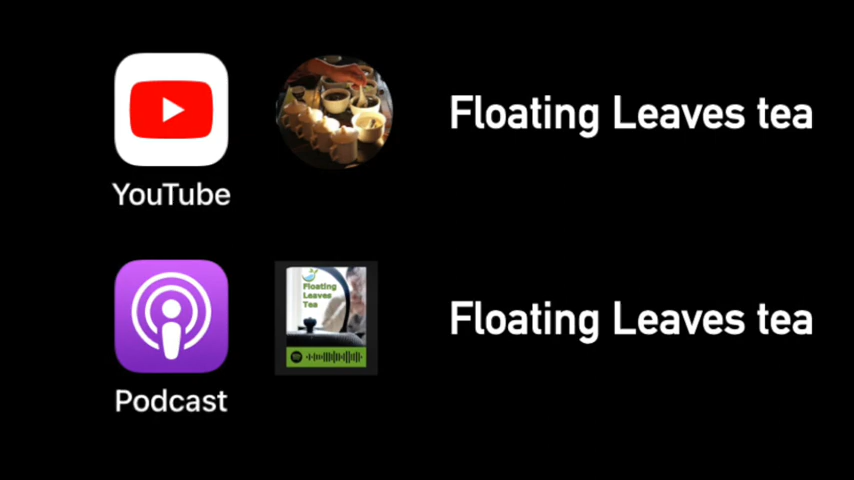 Floating Leaves tea
YouTube
Floating
Leaves
Tea
Floating Leaves tea
Podcast